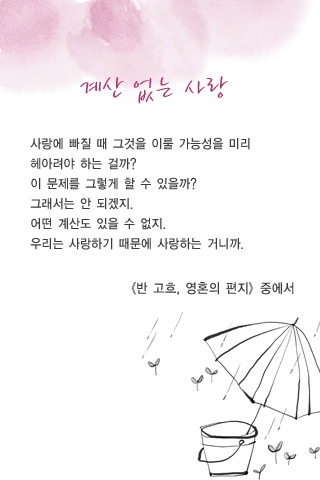 계산 없는 사랑
사랑에 빠질 때 그것을 이룰 가능성을 미리
헤아려야 하는 걸까?
이 문제를 그렇게 할 수 있을까?
그래서는 안 되겠지.
어떤 계산도 있을 수 없지.
우리는 사랑하기 때문에 사랑하는 거니까.
《반 고흐, 영혼의 편지》 중에서